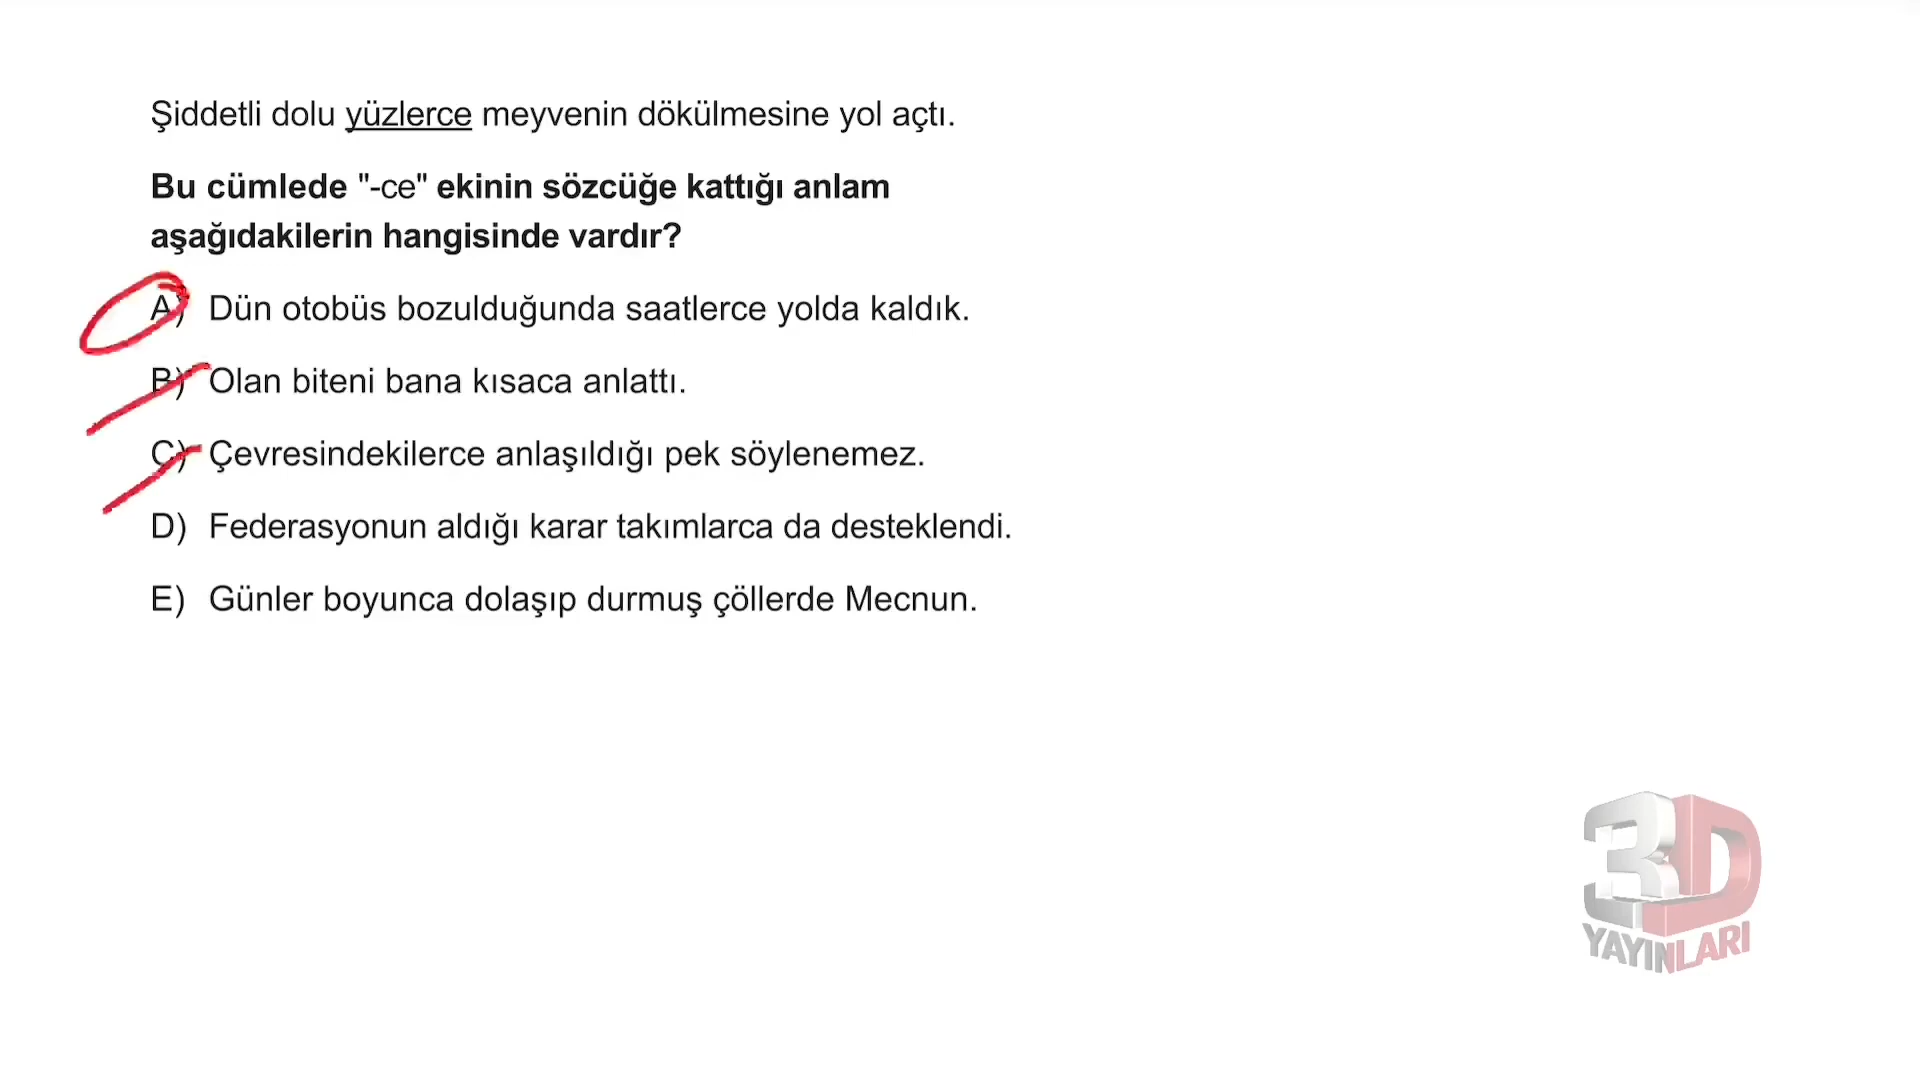 Şiddetli dolu yüzlerce meyvenin dökülmesine yol açtı.
Bu cümlede "-ce" ekinin sözcüğe kattığı anlam
aşağıdakilerin hangisinde vardır?
A) Dün otobüs bozulduğunda saatlerce yolda kaldık.
B) Olan biteni bana kısaca anlattı.
C) Çevresindekilerce anlaşıldığı pek söylenemez.
D) Federasyonun aldığı karar takımlarca da desteklendi.
E) Günler boyunca dolaşıp durmuş çöllerde Mecnun.
3D
YAYINLARI